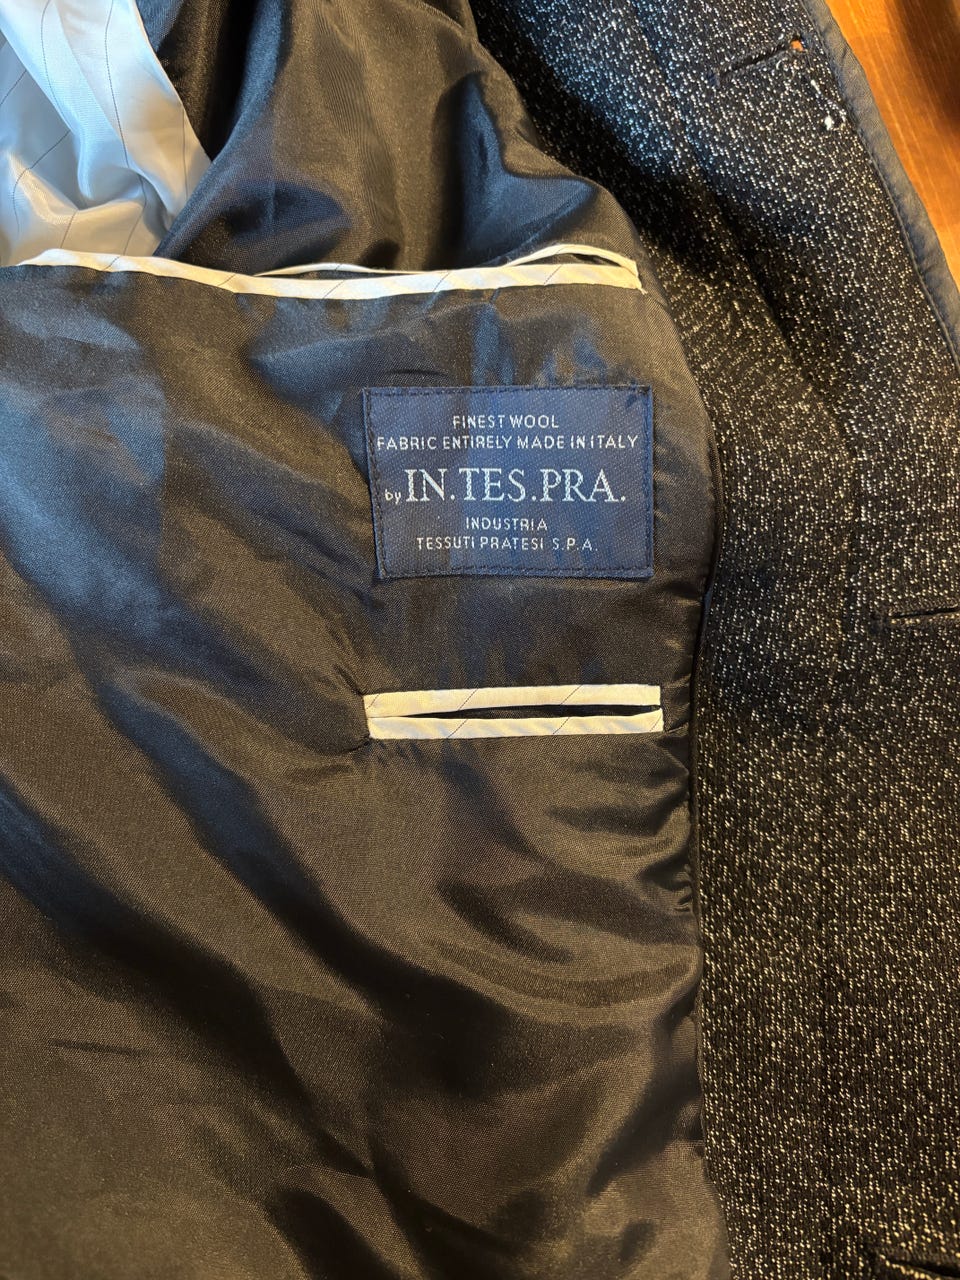 FINEST WOOL
FABRIC ENTIRELY MADE IN ITALY
by IN.TES.PRA.
INDUSTRIA
TESSUTI PRATESI S.P.A.